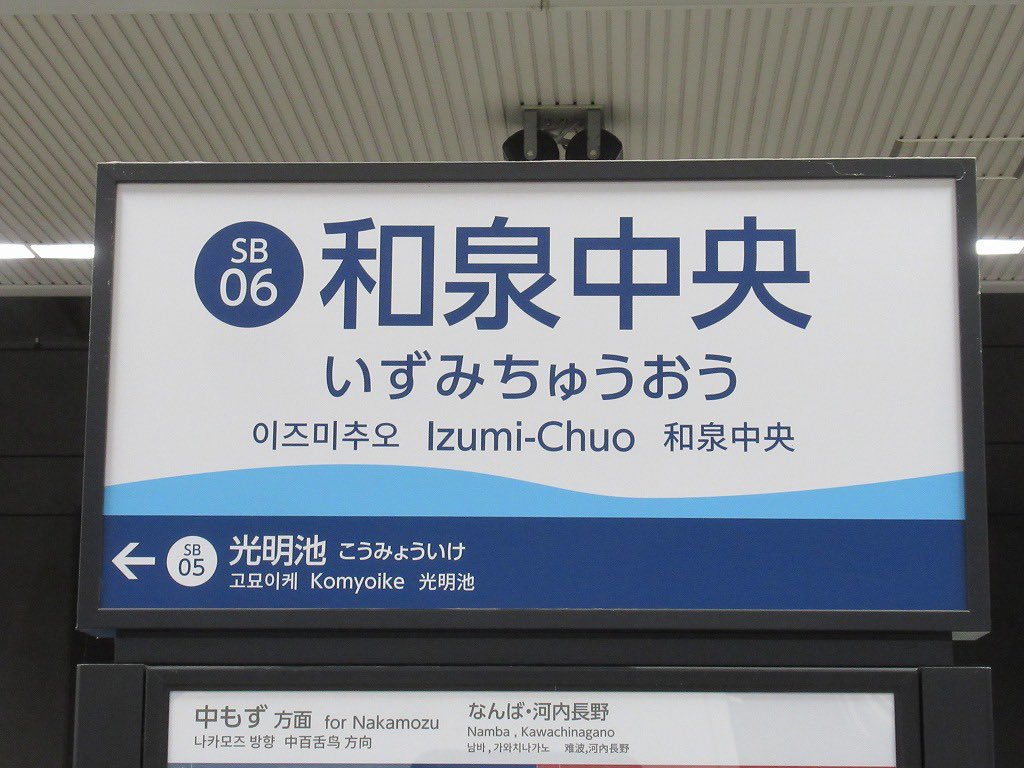 SB
06
和泉中央
いずみちゅうおう
이즈미추오 Izumi-Chuo 和泉中央
SB
05
光明池 こうみょういけ
고묘이케 Komyoike 光明池
中もず 方面 for Nakamozu
나카모즈 방향 中百舌鸟 方向
なんば・河内長野
Namba , Kawachinagano
남바 , 가와치나가노 难波,河内長野